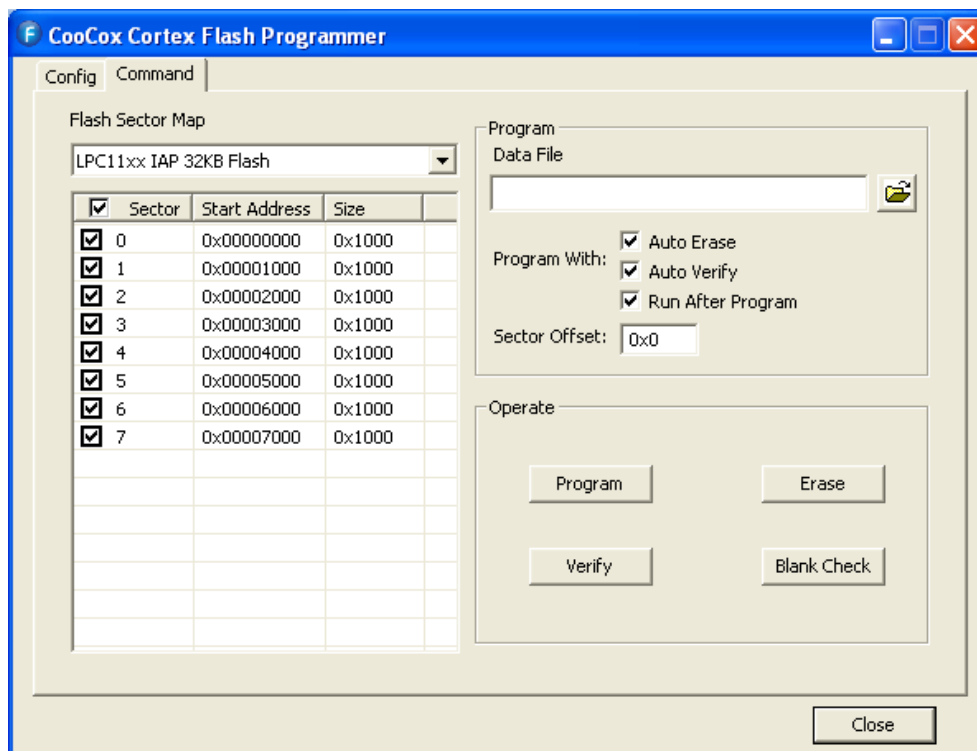 CooCox Cortex Flash Programmer
Config Command
Flash Sector Map
LPC11xx IAP 32KB Flash
Sector Start Address Size
0 0x00000000 0x1000
1 0x00001000 0x1000
2 0x00002000 0x1000
3 0x00003000 0x1000
4 0x00004000 0x1000
5 0x00005000 0x1000
6 0x00006000 0x1000
7 0x00007000 0x1000
Program
Data File
Program With:
Auto Erase
Auto Verify
Run After Program
Sector Offset: 0x0
Operate
Program Erase
Verify Blank Check
Close